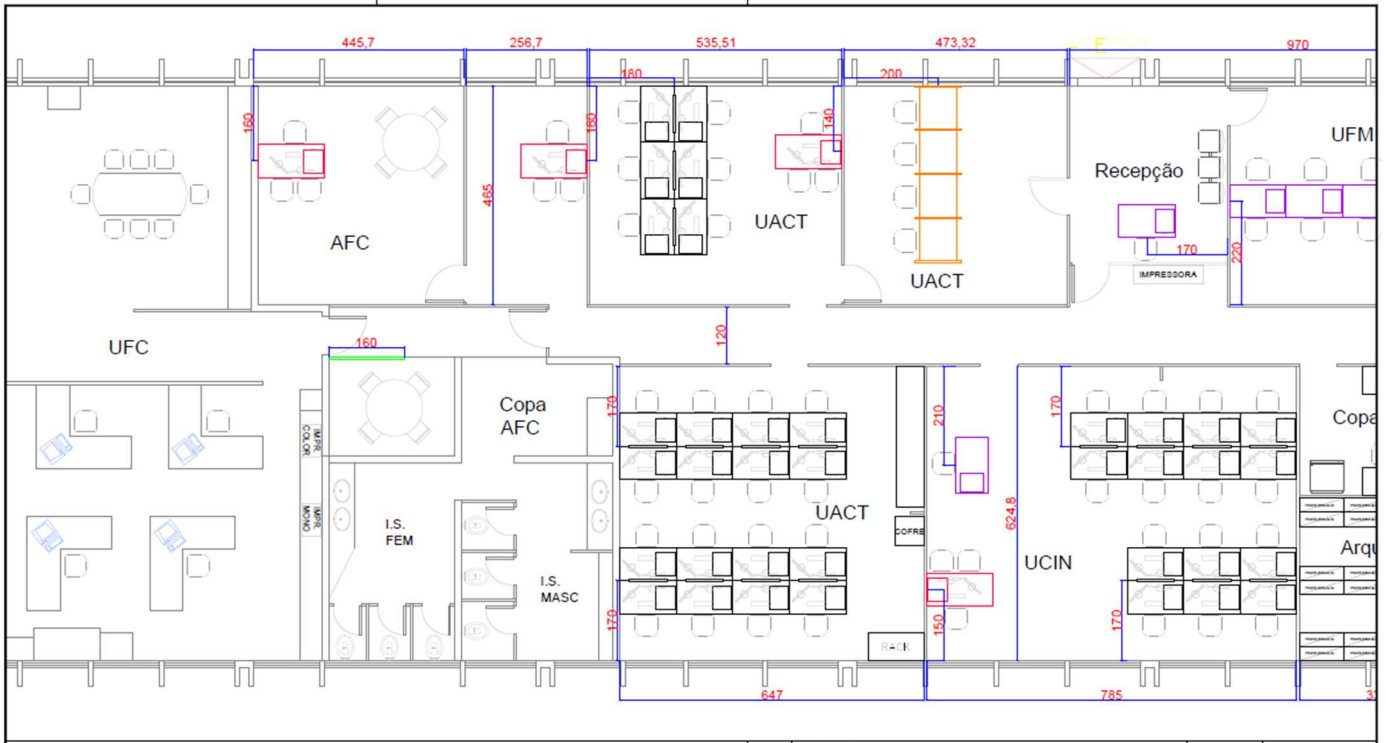 445,7
256,7
535,51
473,32
970
180
200
160
160
140
465
UFM
Recepção
UACT
AFC
170
220
IMPRESSORA
UACT
120
UFC
160
Copa
AFC
170
210
170
Copa
IMPR.
COLOR
IMPR.
MONO
I.S.
FEM
UACT
COFRE
624,8
UCIN
Arqu
I.S.
MASC
170
150
170
RACK
647
785